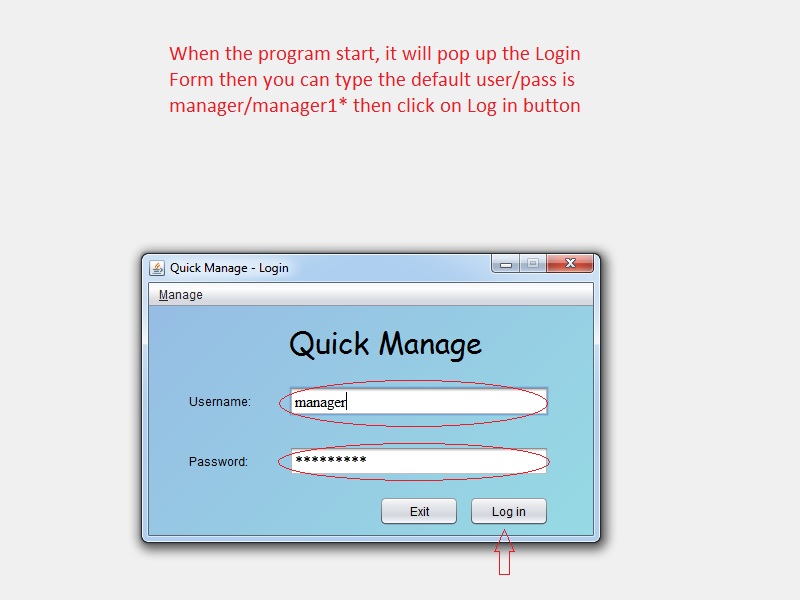 When the program start, it will pop up the Login
Form then you can type the default user/pass is
manager/manager1* then click on Log in button
Quick Manage - Login
Manage
Quick Manage
Username:
manager
Password:
*********
Exit
Log in